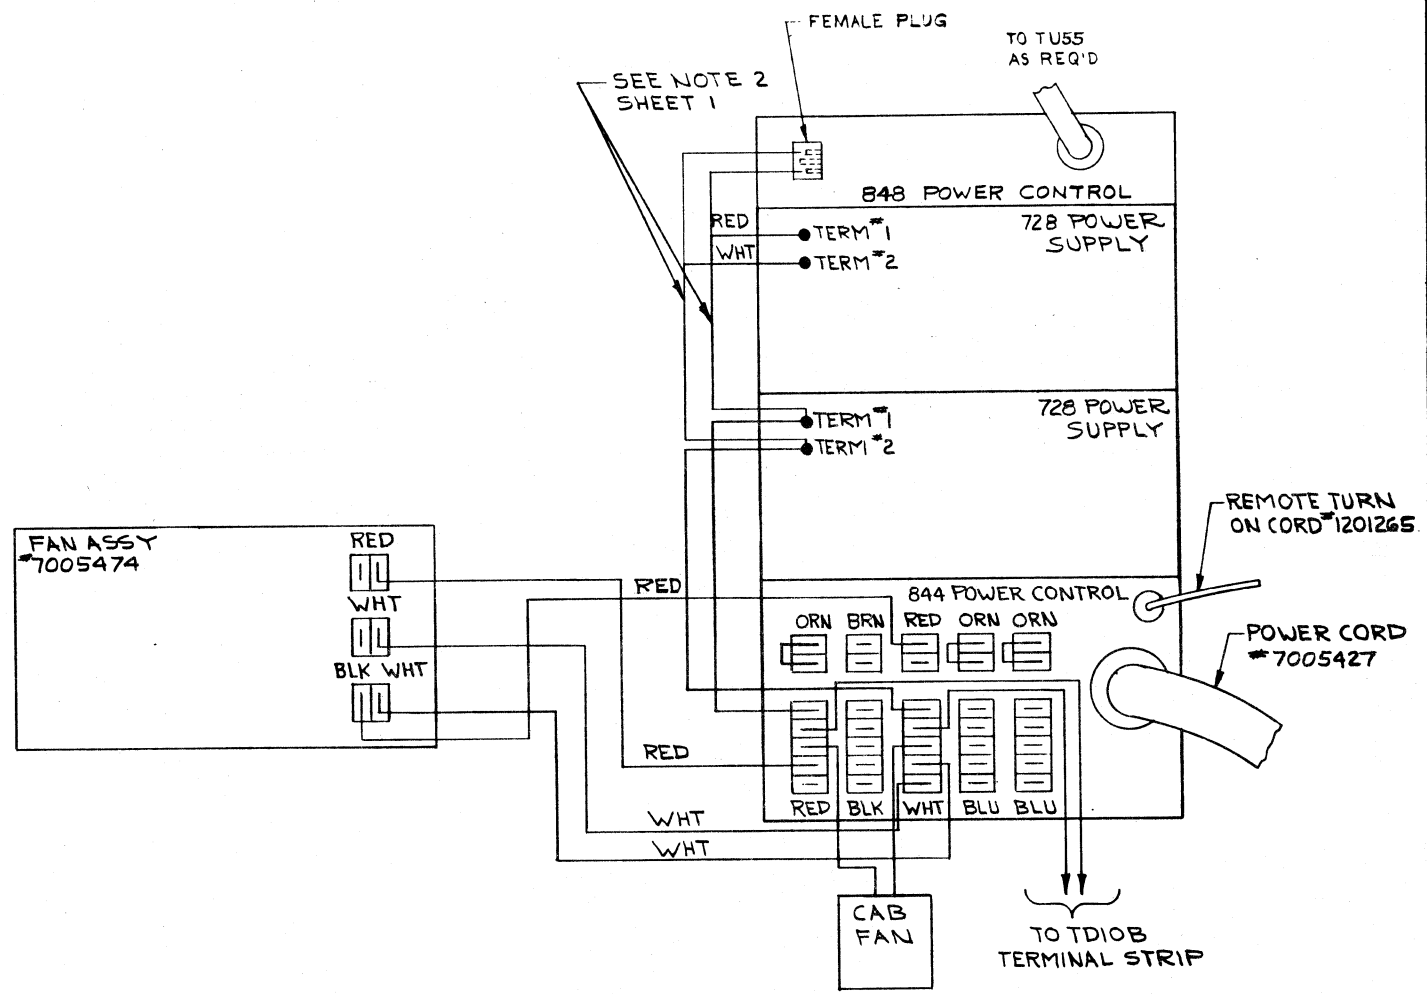 FEMALE PLUG
TO TU55
AS REQ'D
SEE NOTE 2
SHEET 1
848 POWER CONTROL
RED
WHT
TERM #1
TERM #2
728 POWER
SUPPLY
TERM #1
TERM #2
728 POWER
SUPPLY
REMOTE TURN
ON CORD #1201265
FAN ASSY
#7005474
RED
WHT
BLK WHT
RED
844 POWER CONTROL
ORN BRN RED ORN ORN
POWER CORD
#7005427
RED
RED BLK WHT BLU BLU
WHT
WHT
CAB
FAN
TO TD10B
TERMINAL STRIP